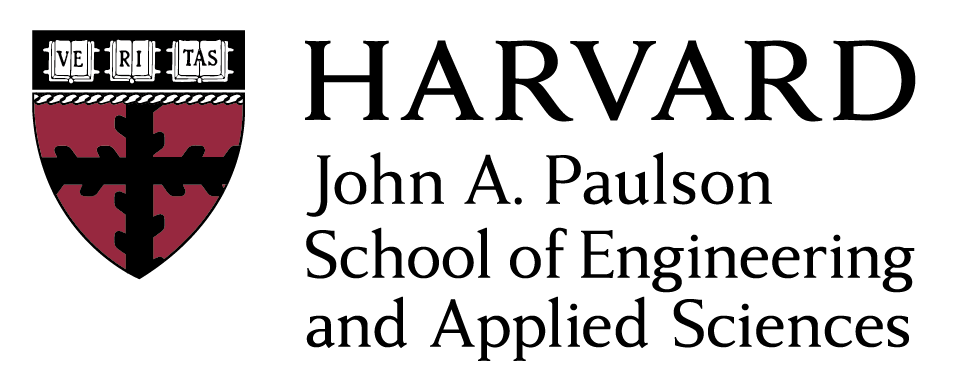 VE RI TAS
HARVARD
John A. Paulson
School of Engineering
and Applied Sciences